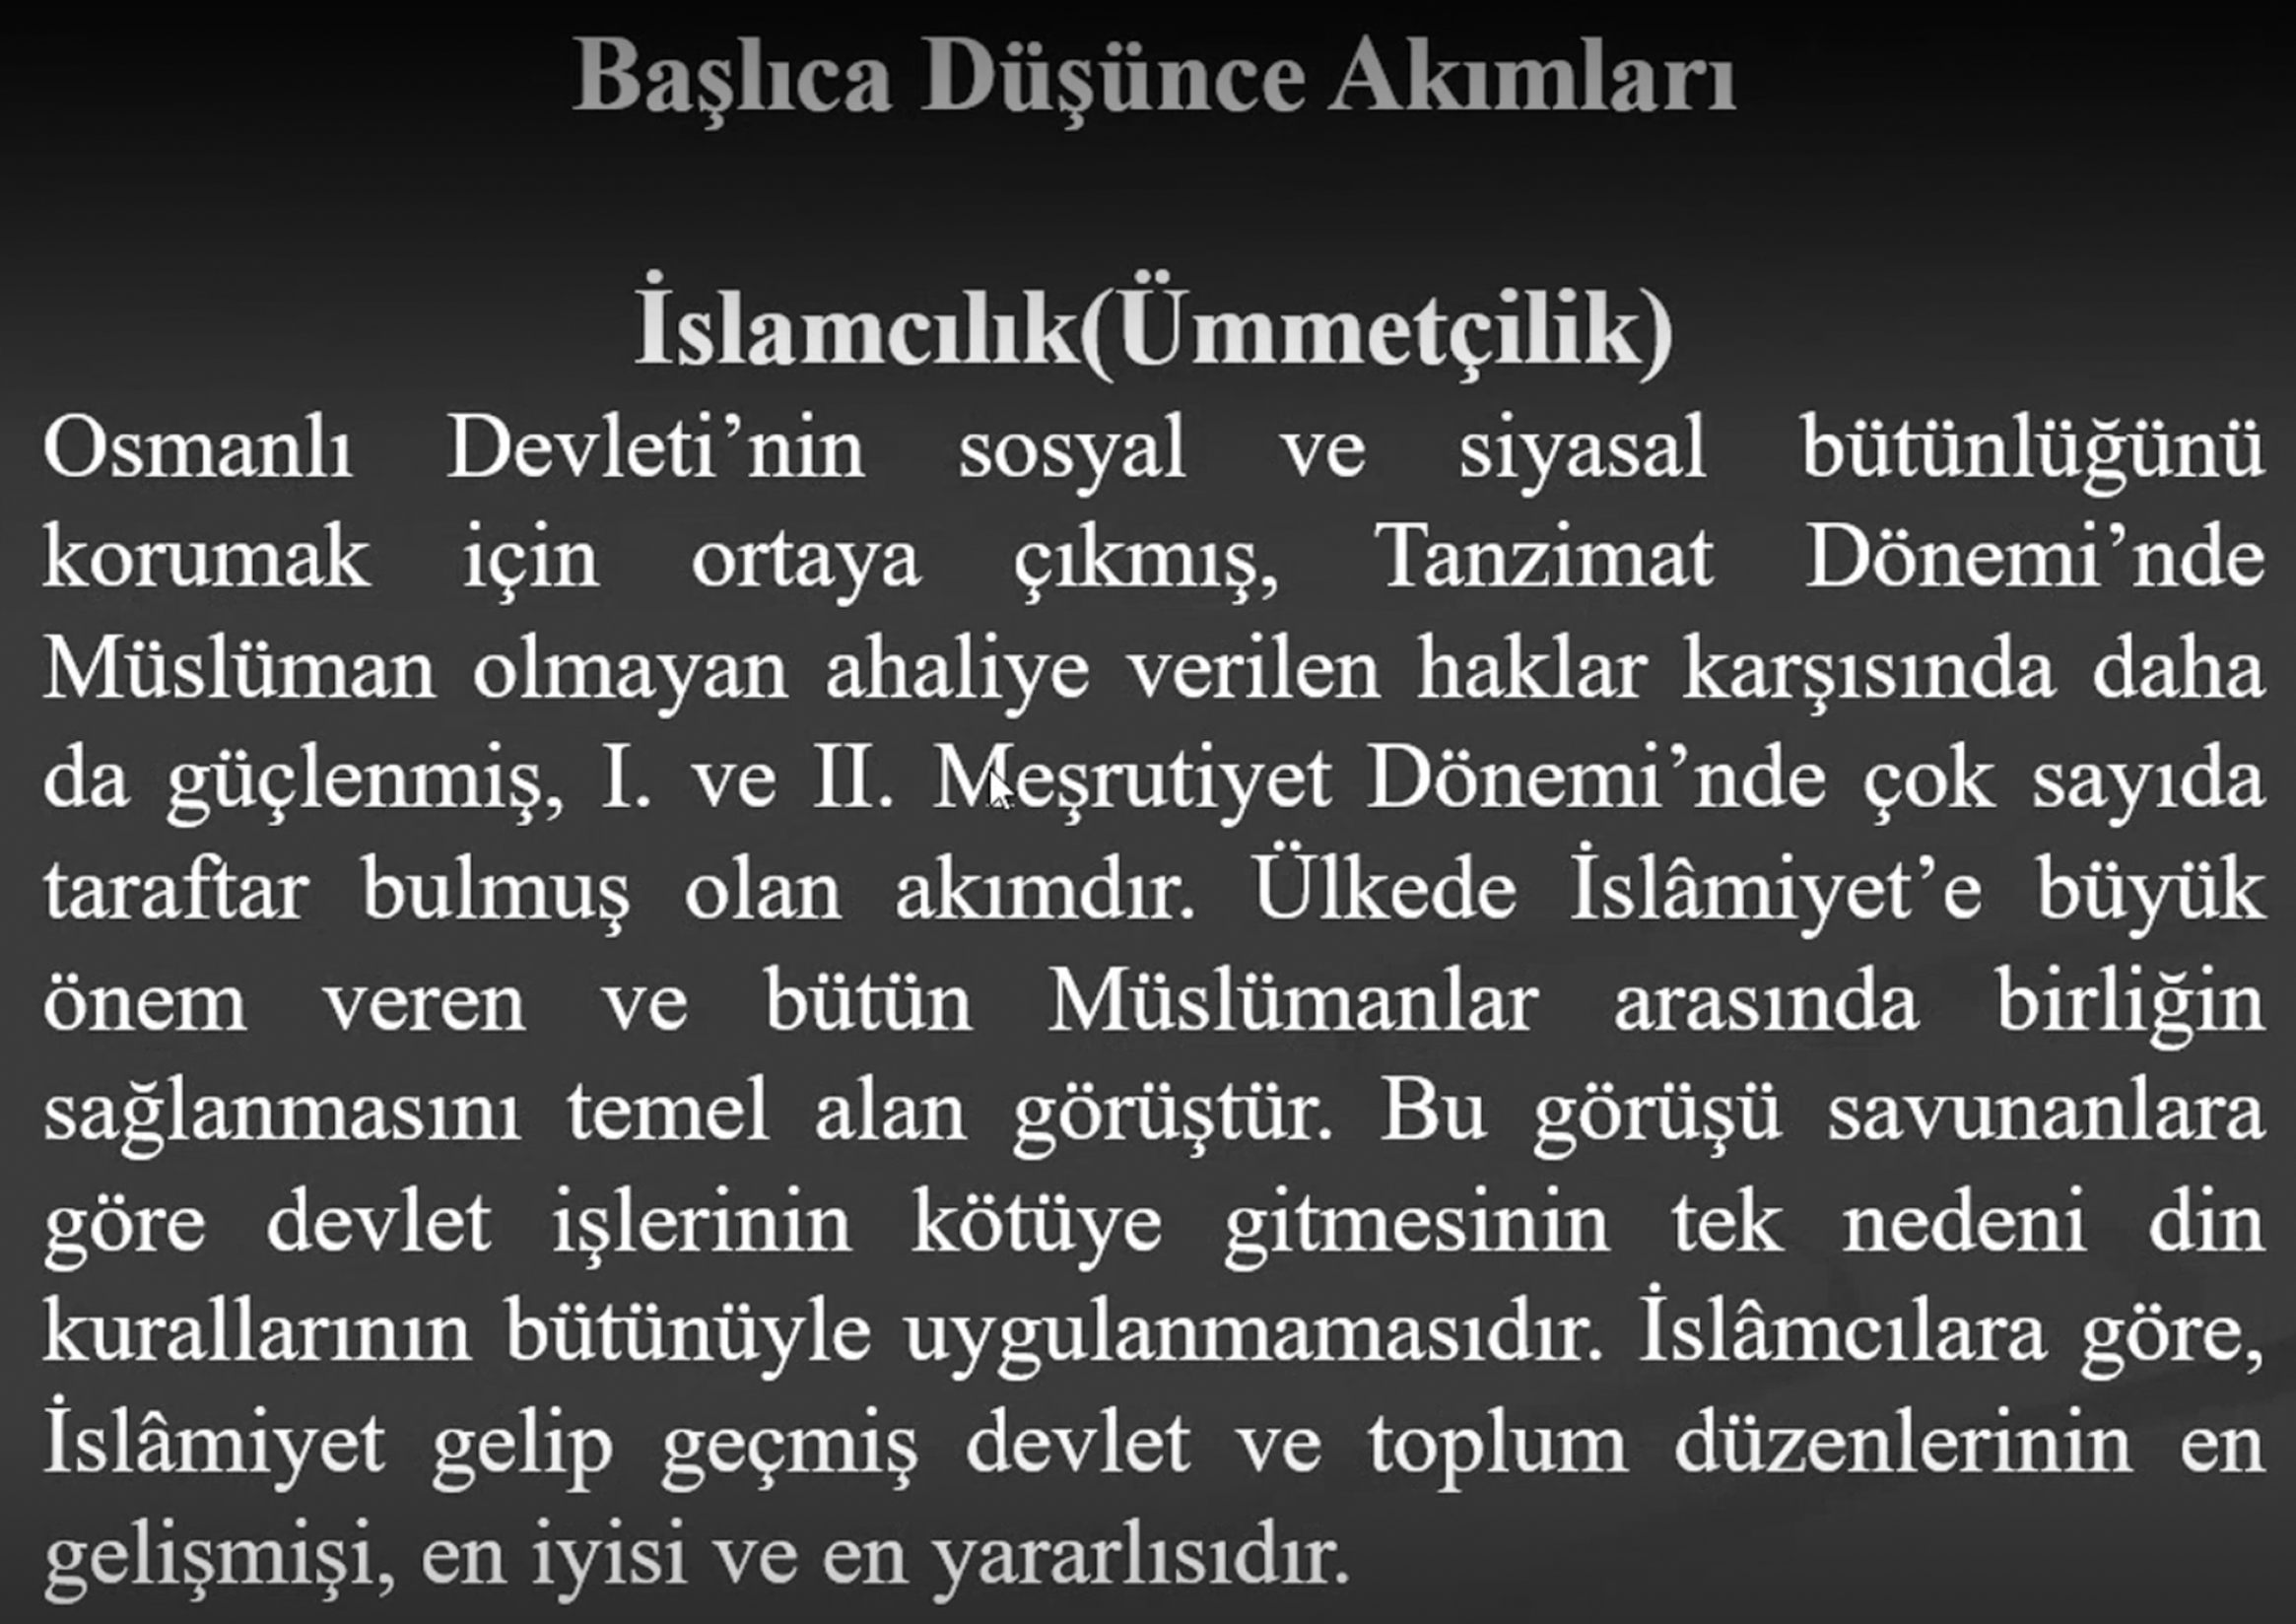 Başlıca Düşünce Akımları
İslamcılık(Ümmetçilik)
Osmanlı Devleti’nin sosyal ve siyasal bütünlüğünü
korumak için ortaya çıkmış, Tanzimat Dönemi’nde
Müslüman olmayan ahaliye verilen haklar karşısında daha
da güçlenmiş, I. ve II. Meşrutiyet Dönemi’nde çok sayıda
taraftar bulmuş olan akımdır. Ülkede İslâmiyet’e büyük
önem veren ve bütün Müslümanlar arasında birliğin
sağlanmasını temel alan görüştür. Bu görüşü savunanlara
göre devlet işlerinin kötüye gitmesinin tek nedeni din
kurallarının bütünüyle uygulanmamasıdır. İslâmcılara göre,
İslâmiyet gelip geçmiş devlet ve toplum düzenlerinin en
gelişmişi, en iyisi ve en yararlısıdır.